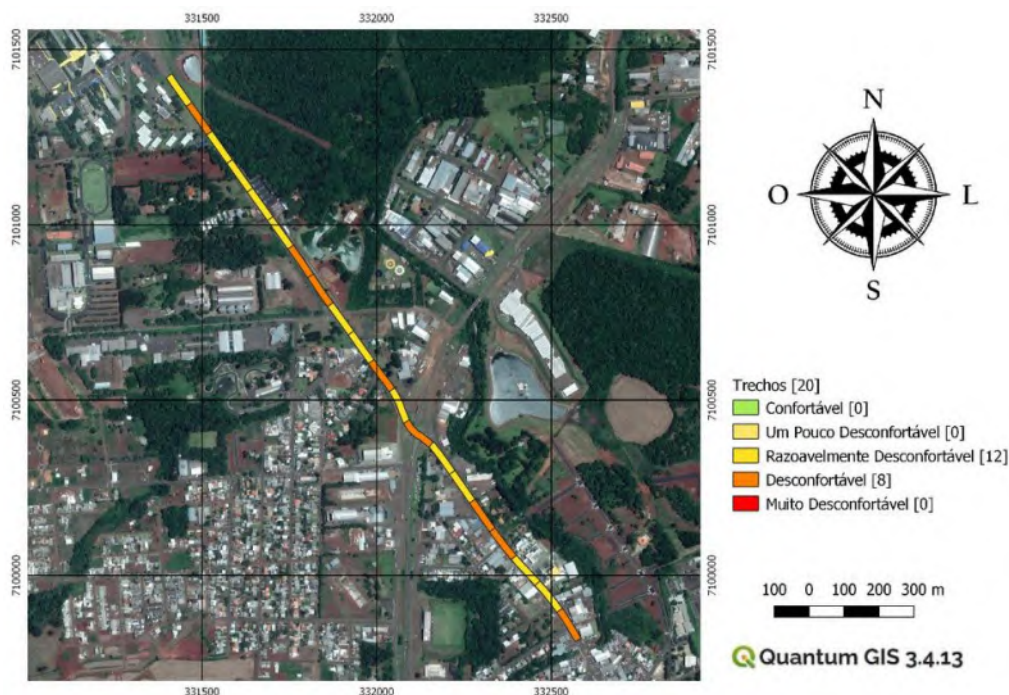 331500 332000 332500
7101500 7101500
N
O L
S
7101000 7101000
Trechos [20]
Confortável [0]
Um Pouco Desconfortável [0]
Razoavelmente Desconfortável [12]
Desconfortável [8]
Muito Desconfortável [0]
7100500 7100500
7100000 7100000
100 0 100 200 300 m
Quantum GIS 3.4.13
331500 332000 332500